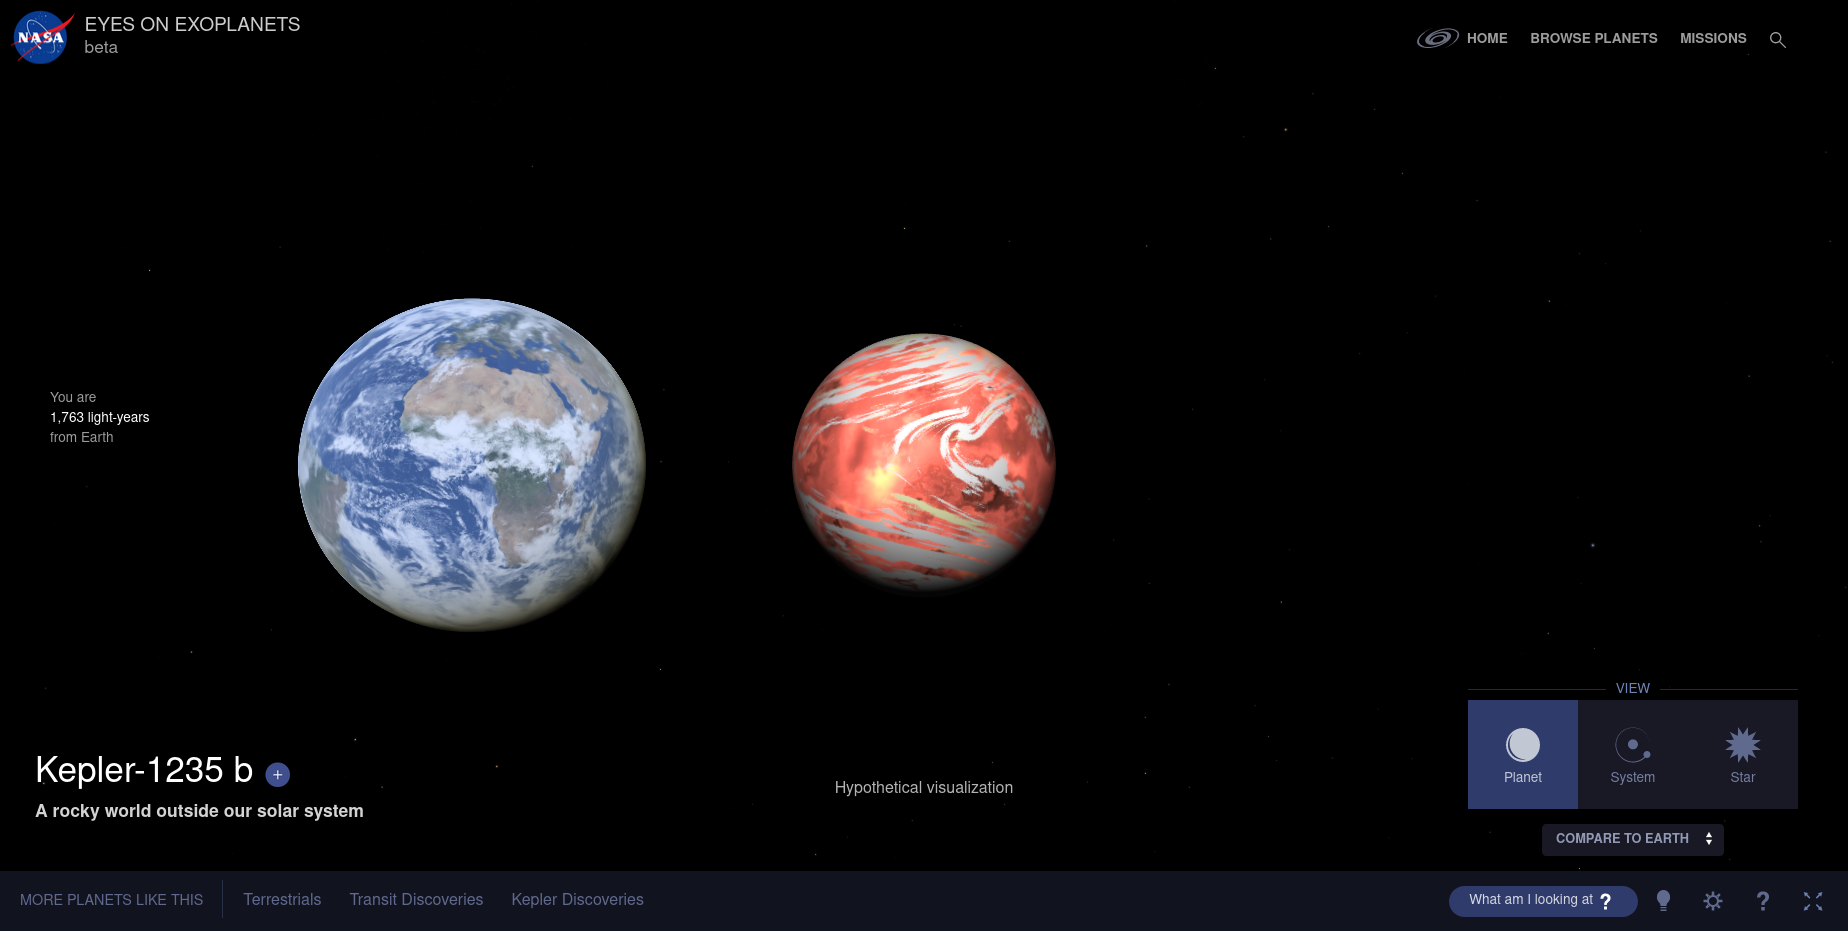 NASA
EYES ON EXOPLANETS
beta
HOME
BROWSE PLANETS
MISSIONS
You are
1,763 light-years
from Earth
Kepler-1235 b +
A rocky world outside our solar system
Hypothetical visualization
VIEW
Planet
System
Star
COMPARE TO EARTH
MORE PLANETS LIKE THIS
Terrestrials
Transit Discoveries
Kepler Discoveries
What am I looking at ?
?